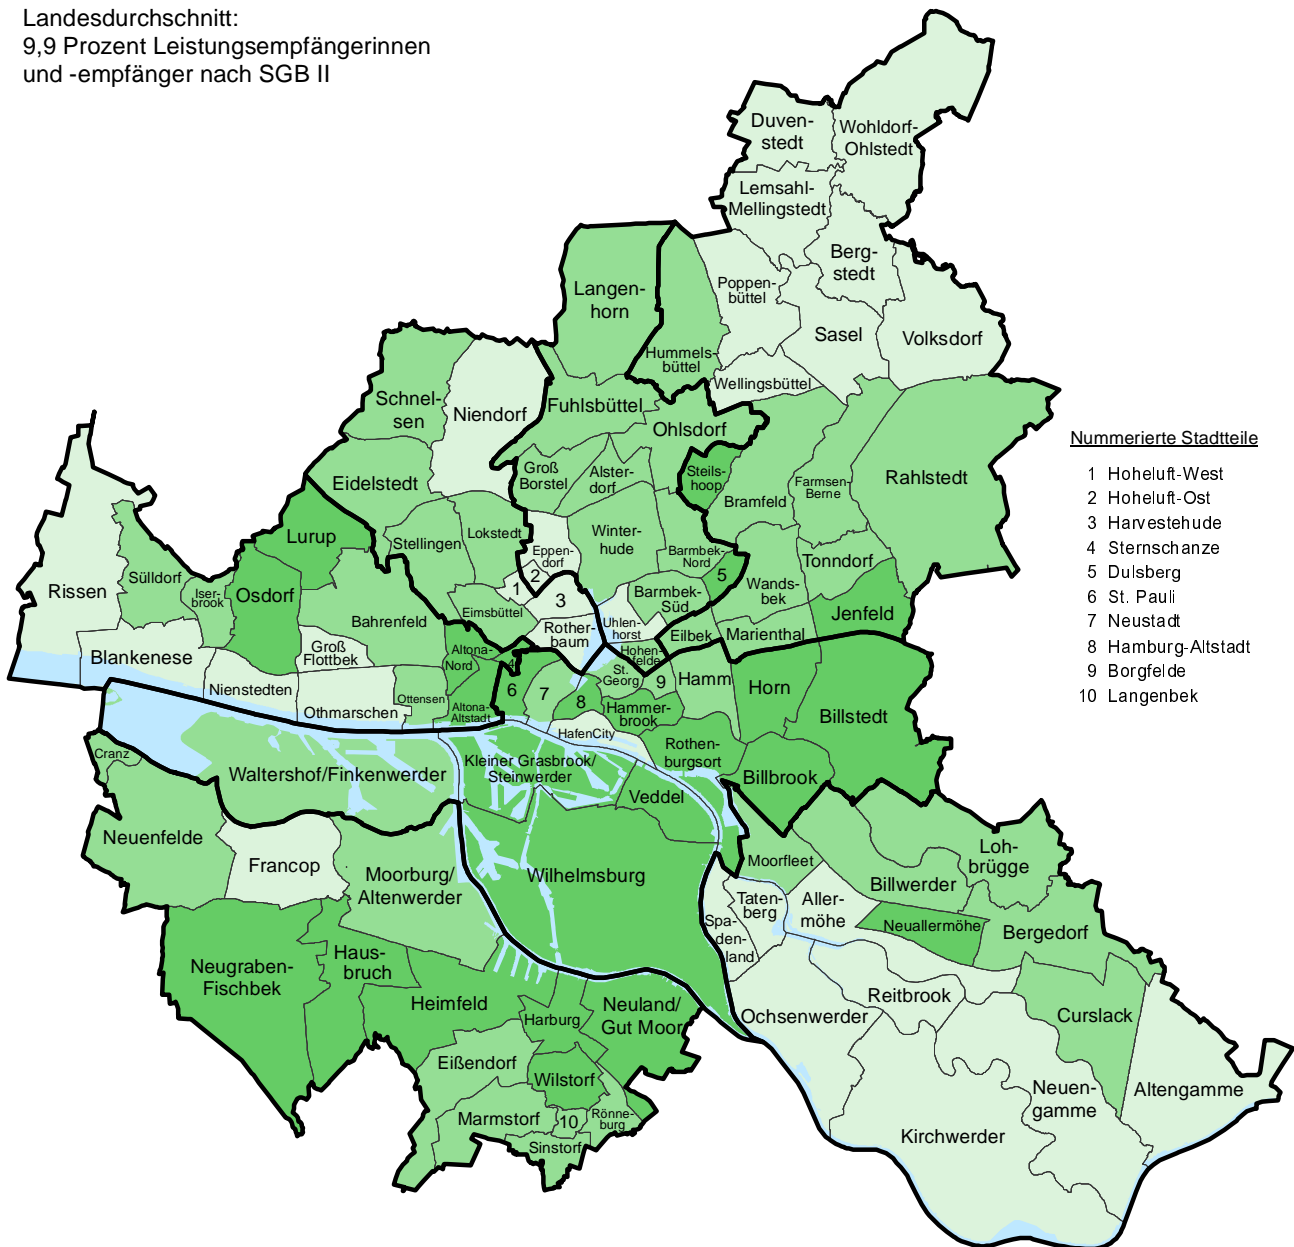 Landesdurchschnitt:
9,9 Prozent Leistungsempfängerinnen
und -empfänger nach SGB II
Duven-
stedt
Wohldorf-
Ohlstedt
Lemsahl-
Mellingstedt
Berg-
stedt
Poppen-
büttel
Sasel
Volksdorf
Wellingsbüttel
Langen-
horn
Hummels-
büttel
Schnel-
sen
Niendorf
Fuhlsbüttel
Ohlsdorf
Eidelstedt
Groß
Borstel
Alster-
dorf
Steils-
hoop
Bramfeld
Farmsen-
Berne
Rahlstedt
Nummerierte Stadtteile
1 Hoheluft-West
2 Hoheluft-Ost
3 Harvestehude
4 Sternschanze
5 Dulsberg
6 St. Pauli
7 Neustadt
8 Hamburg-Altstadt
9 Borgfelde
10 Langenbek
Lurup
Stellingen
Lokstedt
Eppen-
dorf
Winter-
hude
Barmbek-
Nord
5
Tonndorf
Wands-
bek
Rissen
Sülldorf
Iser-
brook
Osdorf
Bahrenfeld
Eimsbüttel
1
2
3
Barmbek-
Süd
Jenfeld
Blankenese
Groß
Flottbek
Rother-
baum
Uhlen-
horst
Eilbek
Marienthal
Nienstedten
Othmarschen
Ottensen
Altona-
Nord
Altona-
Altstadt
4
6
7
8
St.
Georg
Hohen-
felde
9
Hamm
Horn
Billstedt
Hammer-
brook
HafenCity
Rothen-
burgsort
Billbrook
Cranz
Waltershof/Finkenwerder
Kleiner Grasbrook/
Steinwerder
Veddel
Neuenfelde
Francop
Moorburg/
Altenwerder
Wilhelmsburg
Moorfleet
Billwerder
Loh-
brügge
Taten-
berg
Aller-
möhe
Neuallermöhe
Bergedorf
Spa-
den-
land
Neugraben-
Fischbek
Haus-
bruch
Heimfeld
Harburg
Neuland/
Gut Moor
Ochsenwerder
Reitbrook
Curslack
Eißendorf
Wilstorf
Neuen-
gamme
Altengamme
Marmstorf
10
Rönne-
burg
Sinstorf
Kirchwerder